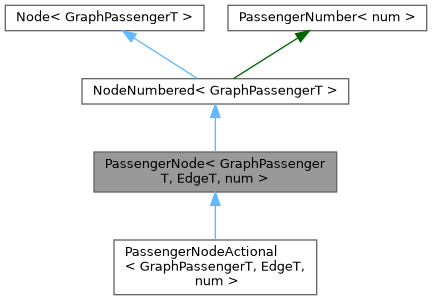 Node< GraphPassengerT >
PassengerNumber< num >
NodeNumbered< GraphPassengerT >
PassengerNode< GraphPassenger
T, EdgeT, num >
PassengerNodeActional
< GraphPassengerT, EdgeT,
num >